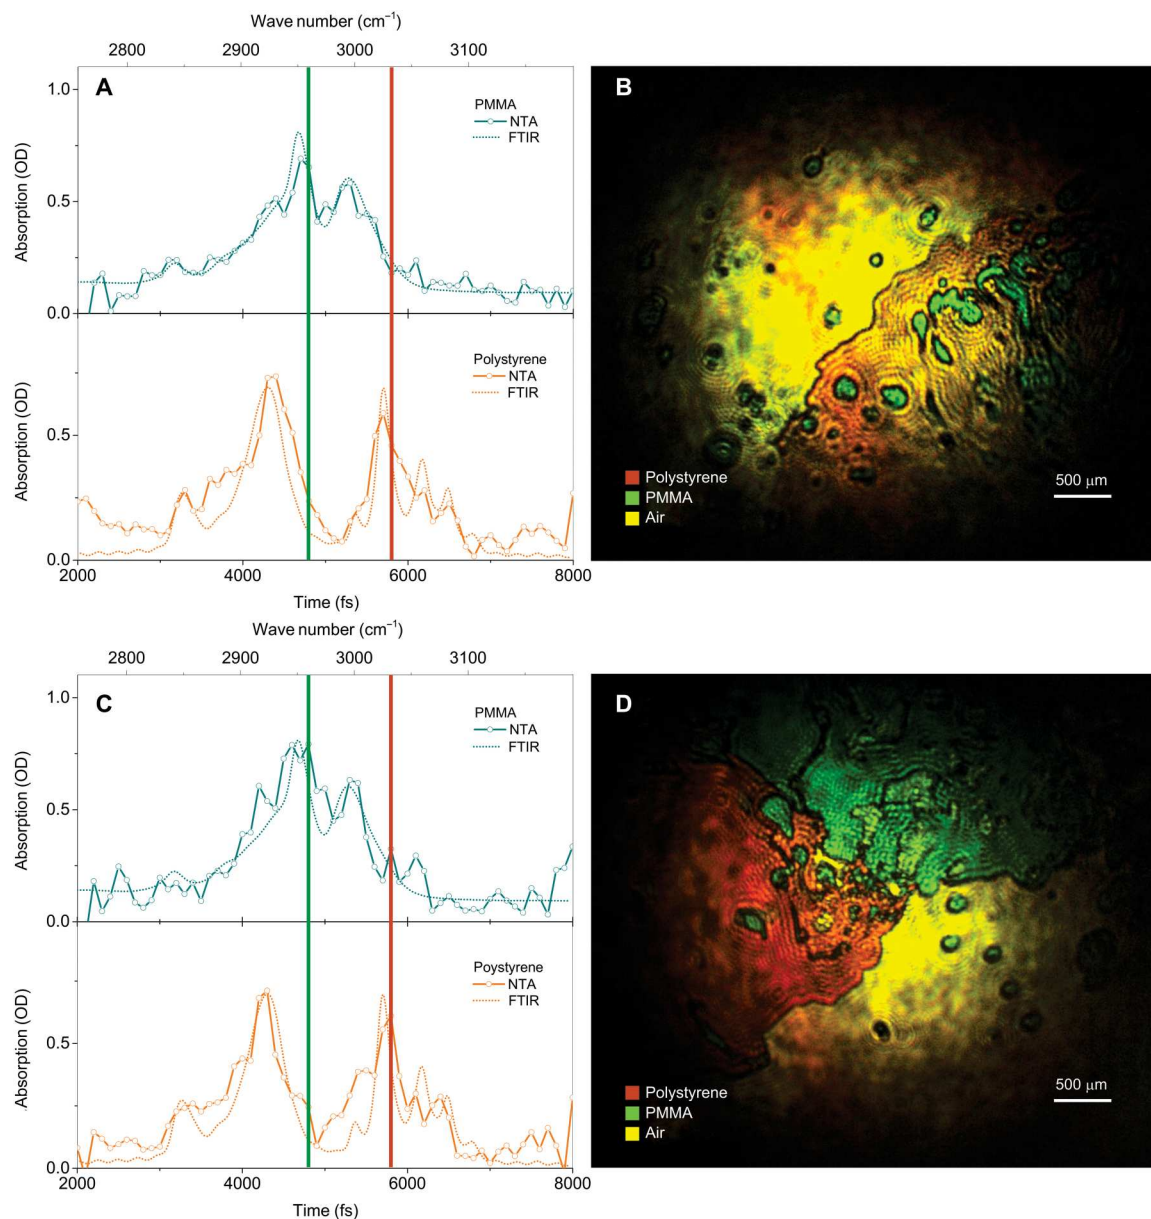 Wave number (cm⁻¹)
2800 2900 3000 3100
A
B
1.0
0.5
0.0
Absorption (OD)
PMMA
NTA
FTIR
Polystyrene
NTA
FTIR
0.5
0.0
Absorption (OD)
2000 4000 6000 8000
Time (fs)
Polystyrene
PMMA
Air
500 µm
Wave number (cm⁻¹)
2800 2900 3000 3100
C
D
1.0
0.5
0.0
Absorption (OD)
PMMA
NTA
FTIR
Poystyrene
NTA
FTIR
0.5
0.0
Absorption (OD)
2000 4000 6000 8000
Time (fs)
Polystyrene
PMMA
Air
500 µm